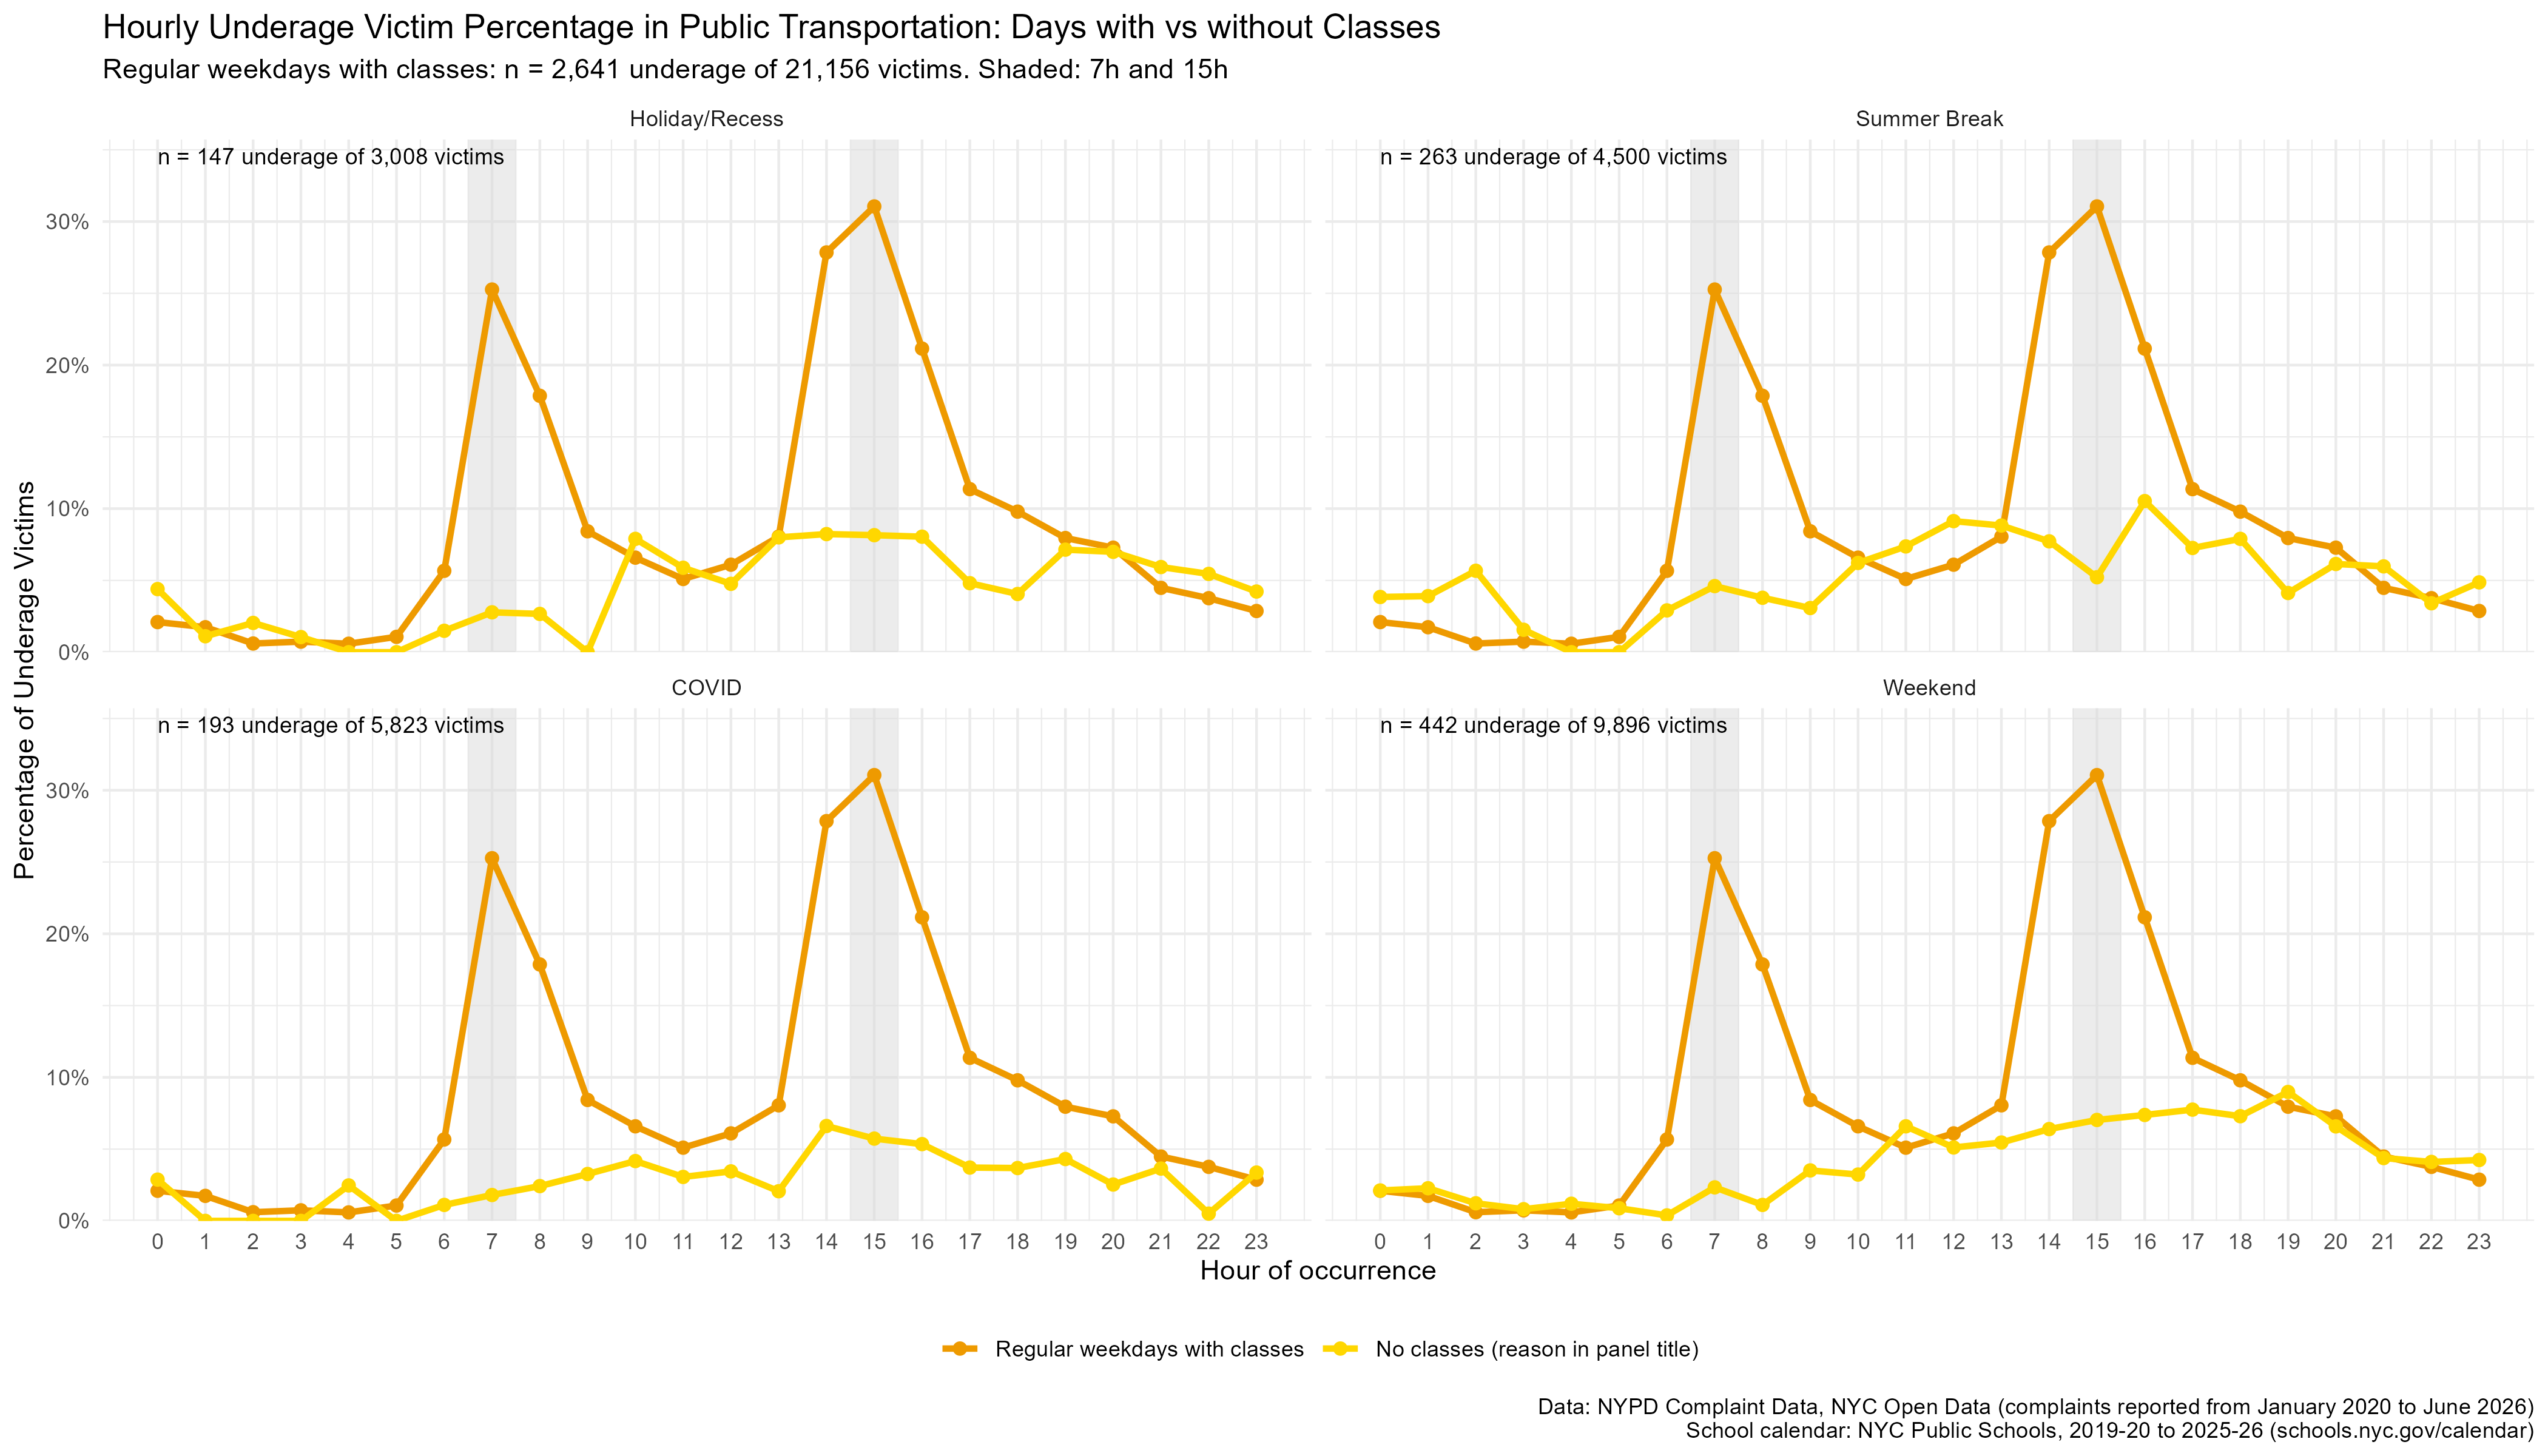 Hourly Underage Victim Percentage in Public Transportation: Days with vs without Classes
Regular weekdays with classes: n = 2,641 underage of 21,156 victims. Shaded: 7h and 15h
Holiday/Recess
n = 147 underage of 3,008 victims
Summer Break
n = 263 underage of 4,500 victims
30%
20%
10%
0%
COVID
n = 193 underage of 5,823 victims
Weekend
n = 442 underage of 9,896 victims
30%
20%
10%
0%
Percentage of Underage Victims
0 1 2 3 4 5 6 7 8 9 10 11 12 13 14 15 16 17 18 19 20 21 22 23
0 1 2 3 4 5 6 7 8 9 10 11 12 13 14 15 16 17 18 19 20 21 22 23
Hour of occurrence
Regular weekdays with classes
No classes (reason in panel title)
Data: NYPD Complaint Data, NYC Open Data (complaints reported from January 2020 to June 2026)
School calendar: NYC Public Schools, 2019-20 to 2025-26 (schools.nyc.gov/calendar)